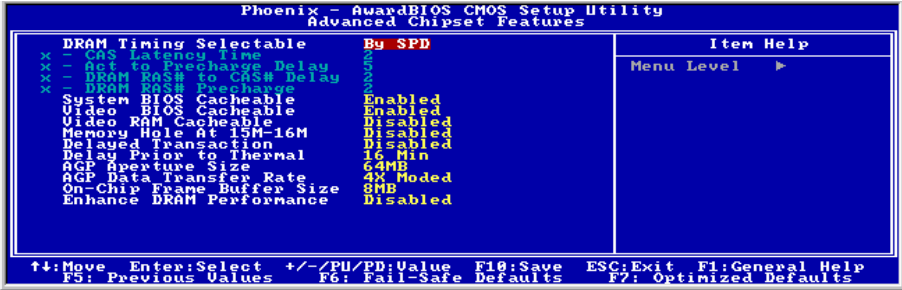 Phoenix - AwardBIOS CMOS Setup Utility
Advanced Chipset Features
DRAM Timing Selectable By SPD
x - CAS Latency Time 2
x - Act to Precharge Delay 5
x - DRAM RAS# to CAS# Delay 2
x - DRAM RAS# Precharge 2
System BIOS Cacheable Enabled
Video BIOS Cacheable Enabled
Video RAM Cacheable Disabled
Memory Hole At 15M-16M Disabled
Delayed Transaction Disabled
Delay Prior to Thermal 16 Min
AGP Aperture Size 64MB
AGP Data Transfer Rate 4X Moded
On-Chip Frame Buffer Size 8MB
Enhance DRAM Performance Disabled
Item Help
Menu Level ►
↑↓:Move Enter:Select +/-/PU/PD:Value F10:Save ESC:Exit F1:General Help
F5: Previous Values F6: Fail-Safe Defaults F7: Optimized Defaults